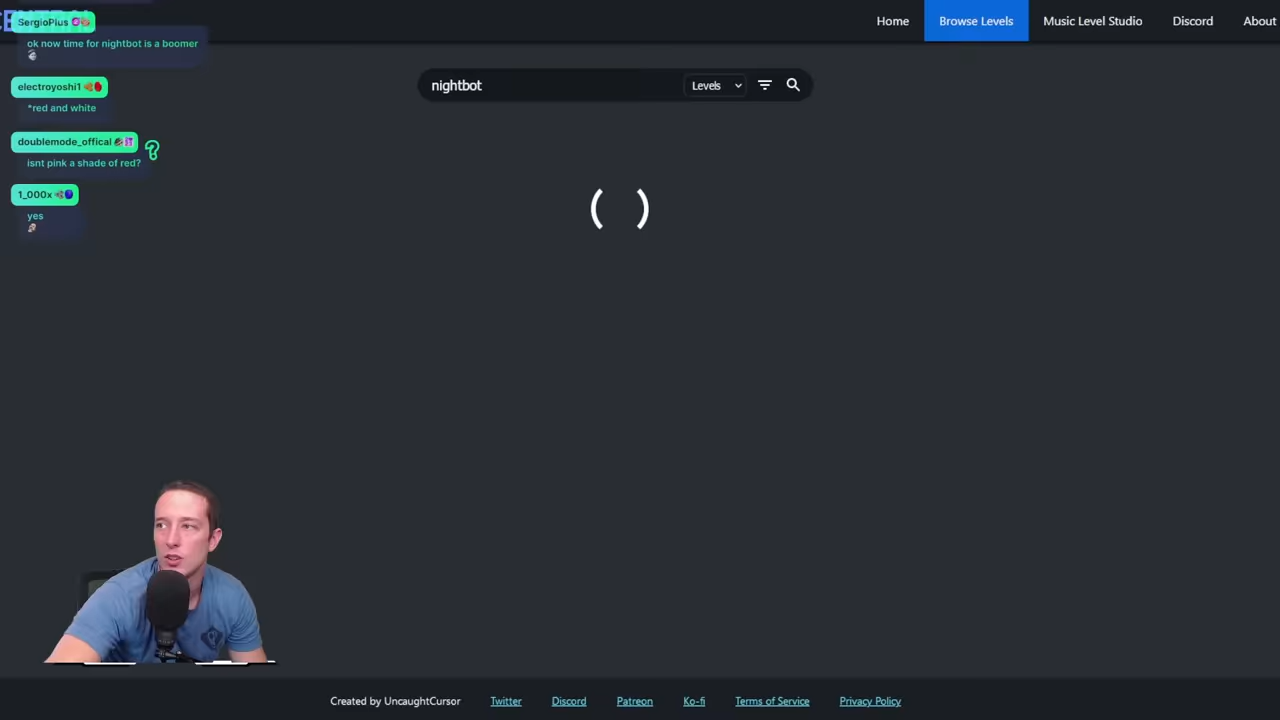 SergioPlus
ok now time for nightbot is a boomer
electroyoshi1
*red and white
doublemode_offical
isnt pink a shade of red?
1_000x
yes
Home
Browse Levels
Music Level Studio
Discord
About
nightbot
Levels
Created by UncaughtCursor
Twitter
Discord
Patreon
Ko-fi
Terms of Service
Privacy Policy